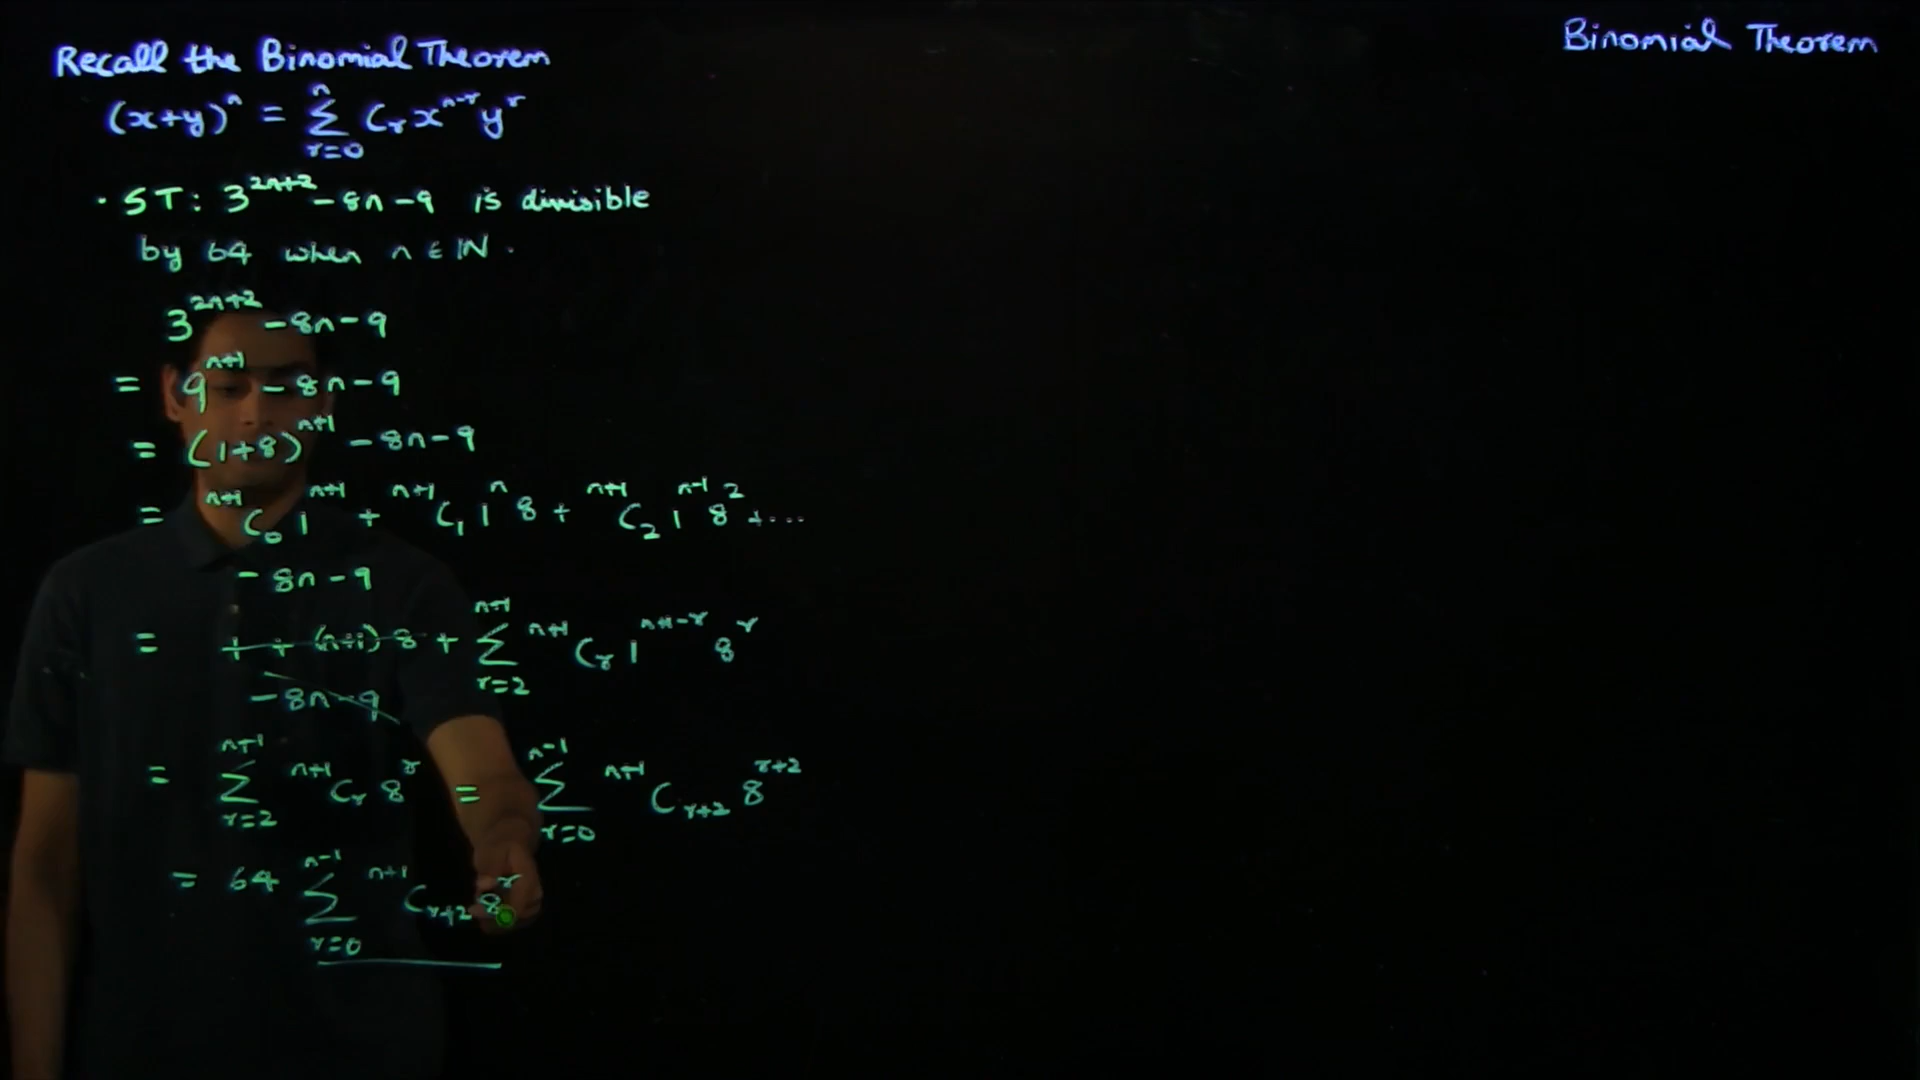 Binomial Theorem
Recall the Binomial Theorem
(x+y)^n = Σ_{r=0}^{n} C_r x^{n-r} y^r
· ST: 3^{2n+2} - 8n - 9 is divisible
by 64 when n ∈ ℕ.
3^{2n+2} - 8n - 9
= 9^{n+1} - 8n - 9
= (1+8)^{n+1} - 8n - 9
= ^{n+1}C_0 1^{n+1} + ^{n+1}C_1 1^n 8 + ^{n+1}C_2 1^{n-1} 8^2 + ...
- 8n - 9
= 1 + (n+1) 8 + Σ_{r=2}^{n+1} ^{n+1}C_r 1^{n+1-r} 8^r
- 8n - 9
= Σ_{r=2}^{n+1} ^{n+1}C_r 8^r = Σ_{r=0}^{n-1} ^{n+1}C_{r+2} 8^{r+2}
= 64 Σ_{r=0}^{n-1} ^{n+1}C_{r+2} 8^r